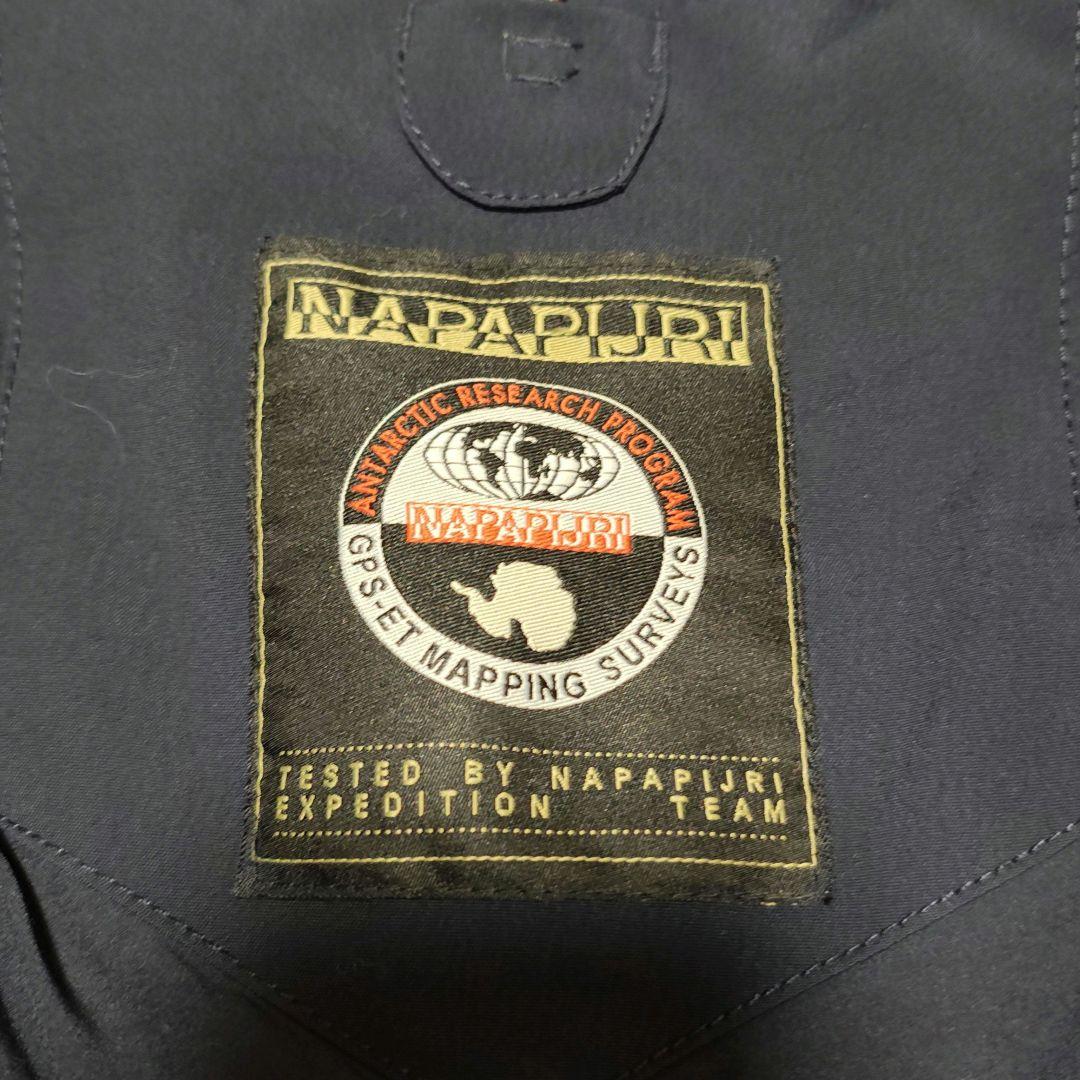 NAPAPIJRI
ANTARCTIC RESEARCH PROGRAM
NAPAPIJRI
GPS-ET MAPPING SURVEYS
TESTED BY NAPAPIJRI
EXPEDITION TEAM